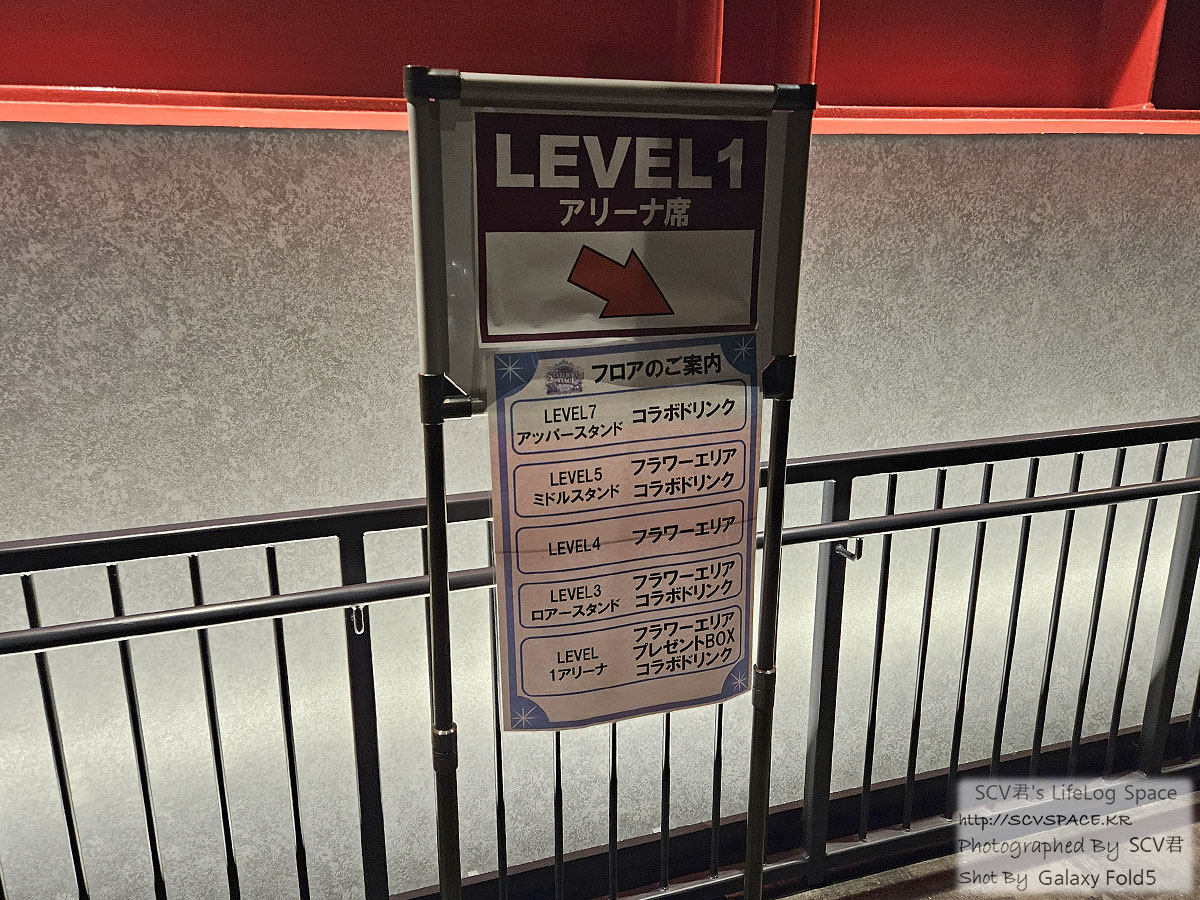 LEVEL1
アリーナ席
フロアのご案内
LEVEL7
アッパースタンド
コラボドリンク
LEVEL5
ミドルスタンド
フラワーエリア
コラボドリンク
LEVEL4
フラワーエリア
LEVEL3
ロアースタンド
フラワーエリア
コラボドリンク
LEVEL
1アリーナ
フラワーエリア
プレゼントBOX
コラボドリンク
SCV君's LifeLog Space
http://SCVSPACE.KR
Photographed By SCV君
Shot By Galaxy Fold5